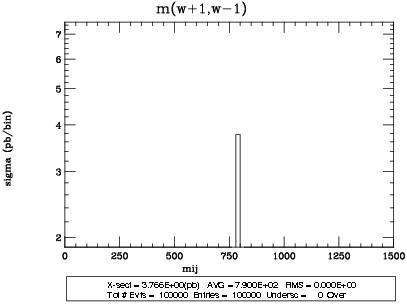 m(w+1,w−1)
7
6
5
4
3
2
sigma (pb/bin)
0 250 500 750 1000 1250 1500
mij
X-sect = 3.766E+00(pb) AVG = 7.900E+02 RMS = 0.000E+00
Tot # Evts = 100000 Entries = 100000 Undersc = 0 Over